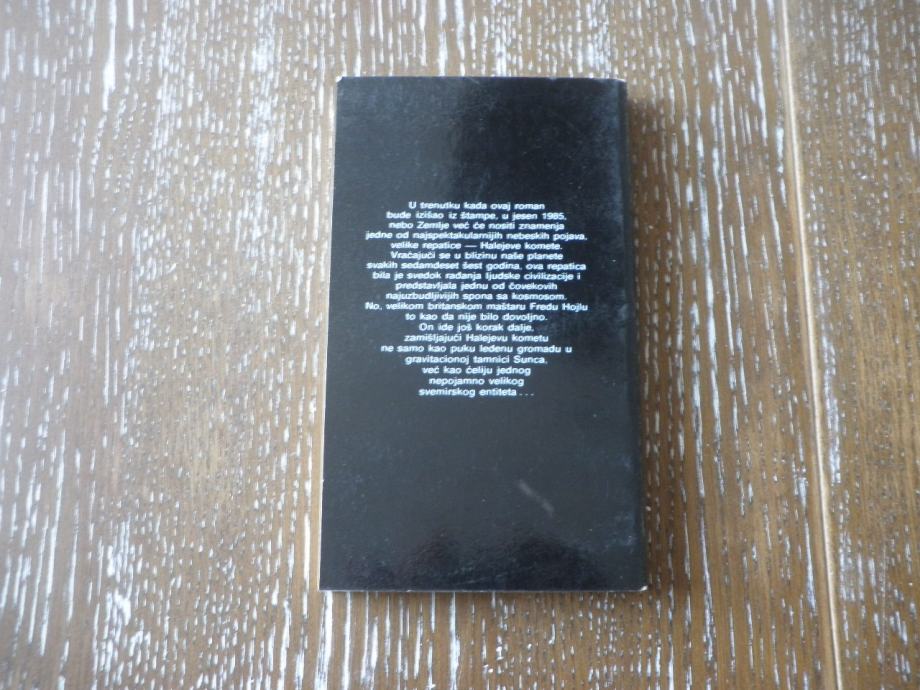 U trenutku kada ovaj roman
bude izišao iz štampe, u jesen 1985,
nebo Zemlje već će nositi znamenja
jedne od najspektakularnijih nebeskih pojava,
velike repatice — Halejeve komete.
Vraćajući se u blizinu naše planete
svakih sedamdeset šest godina, ova repatica
bila je svedok rađanja ljudske civilizacije i
predstavljala jednu od čovekovih
najuzbudljivijih spona sa kosmosom.
No, velikom britanskom maštaru Fredu Hojlu
to kao da nije bilo dovoljno.
On ide još korak dalje,
zamišljajući Halejevu kometu
ne samo kao puku ledenu gromadu u
gravitacionoj tamnici Sunca,
već kao ćeliju jednog
nepojamno velikog
svemirskog entiteta...